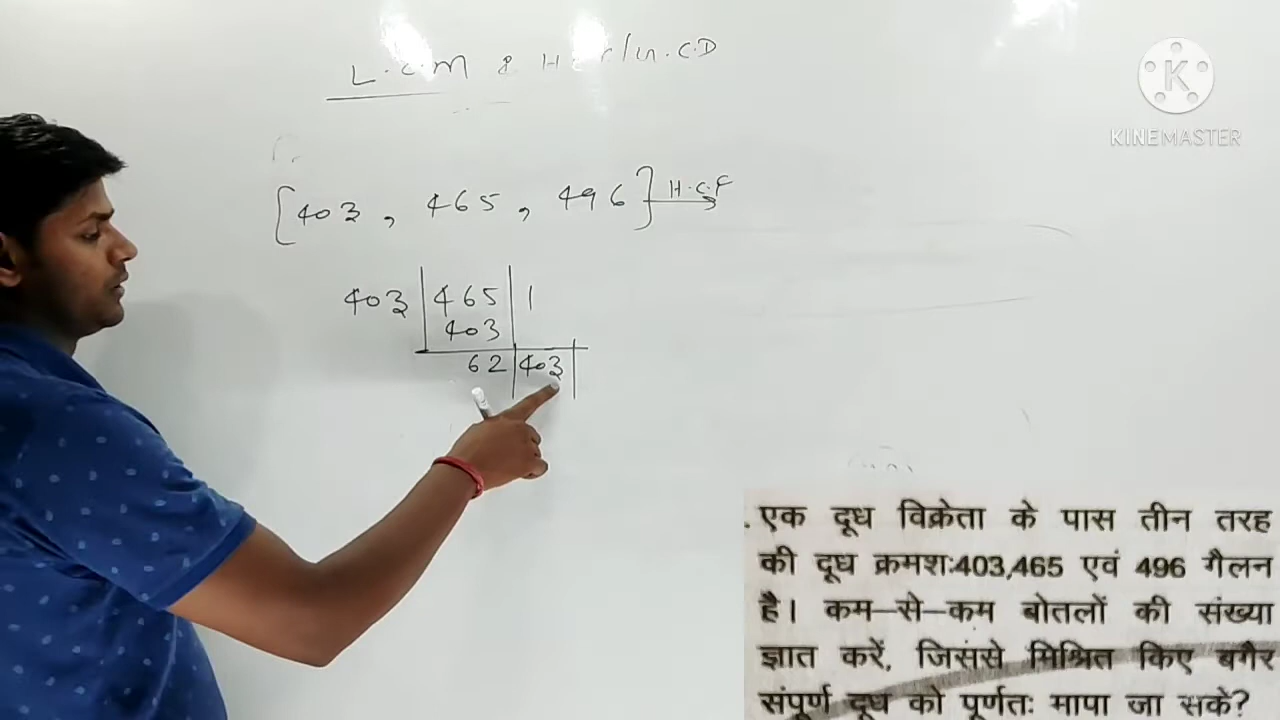 L.C.M & H.C.F/G.C.D
KINEMASTER
[403, 465, 496} H.C.F
403 465 1
403
62 403
.एक दूध विक्रेता के पास तीन तरह
की दूध क्रमश:403,465 एवं 496 गैलन
है। कम–से–कम बोतलों की संख्या
ज्ञात करें, जिससे मिश्रित किए बगैर
संपूर्ण दूध को पूर्णतः मापा जा सके?